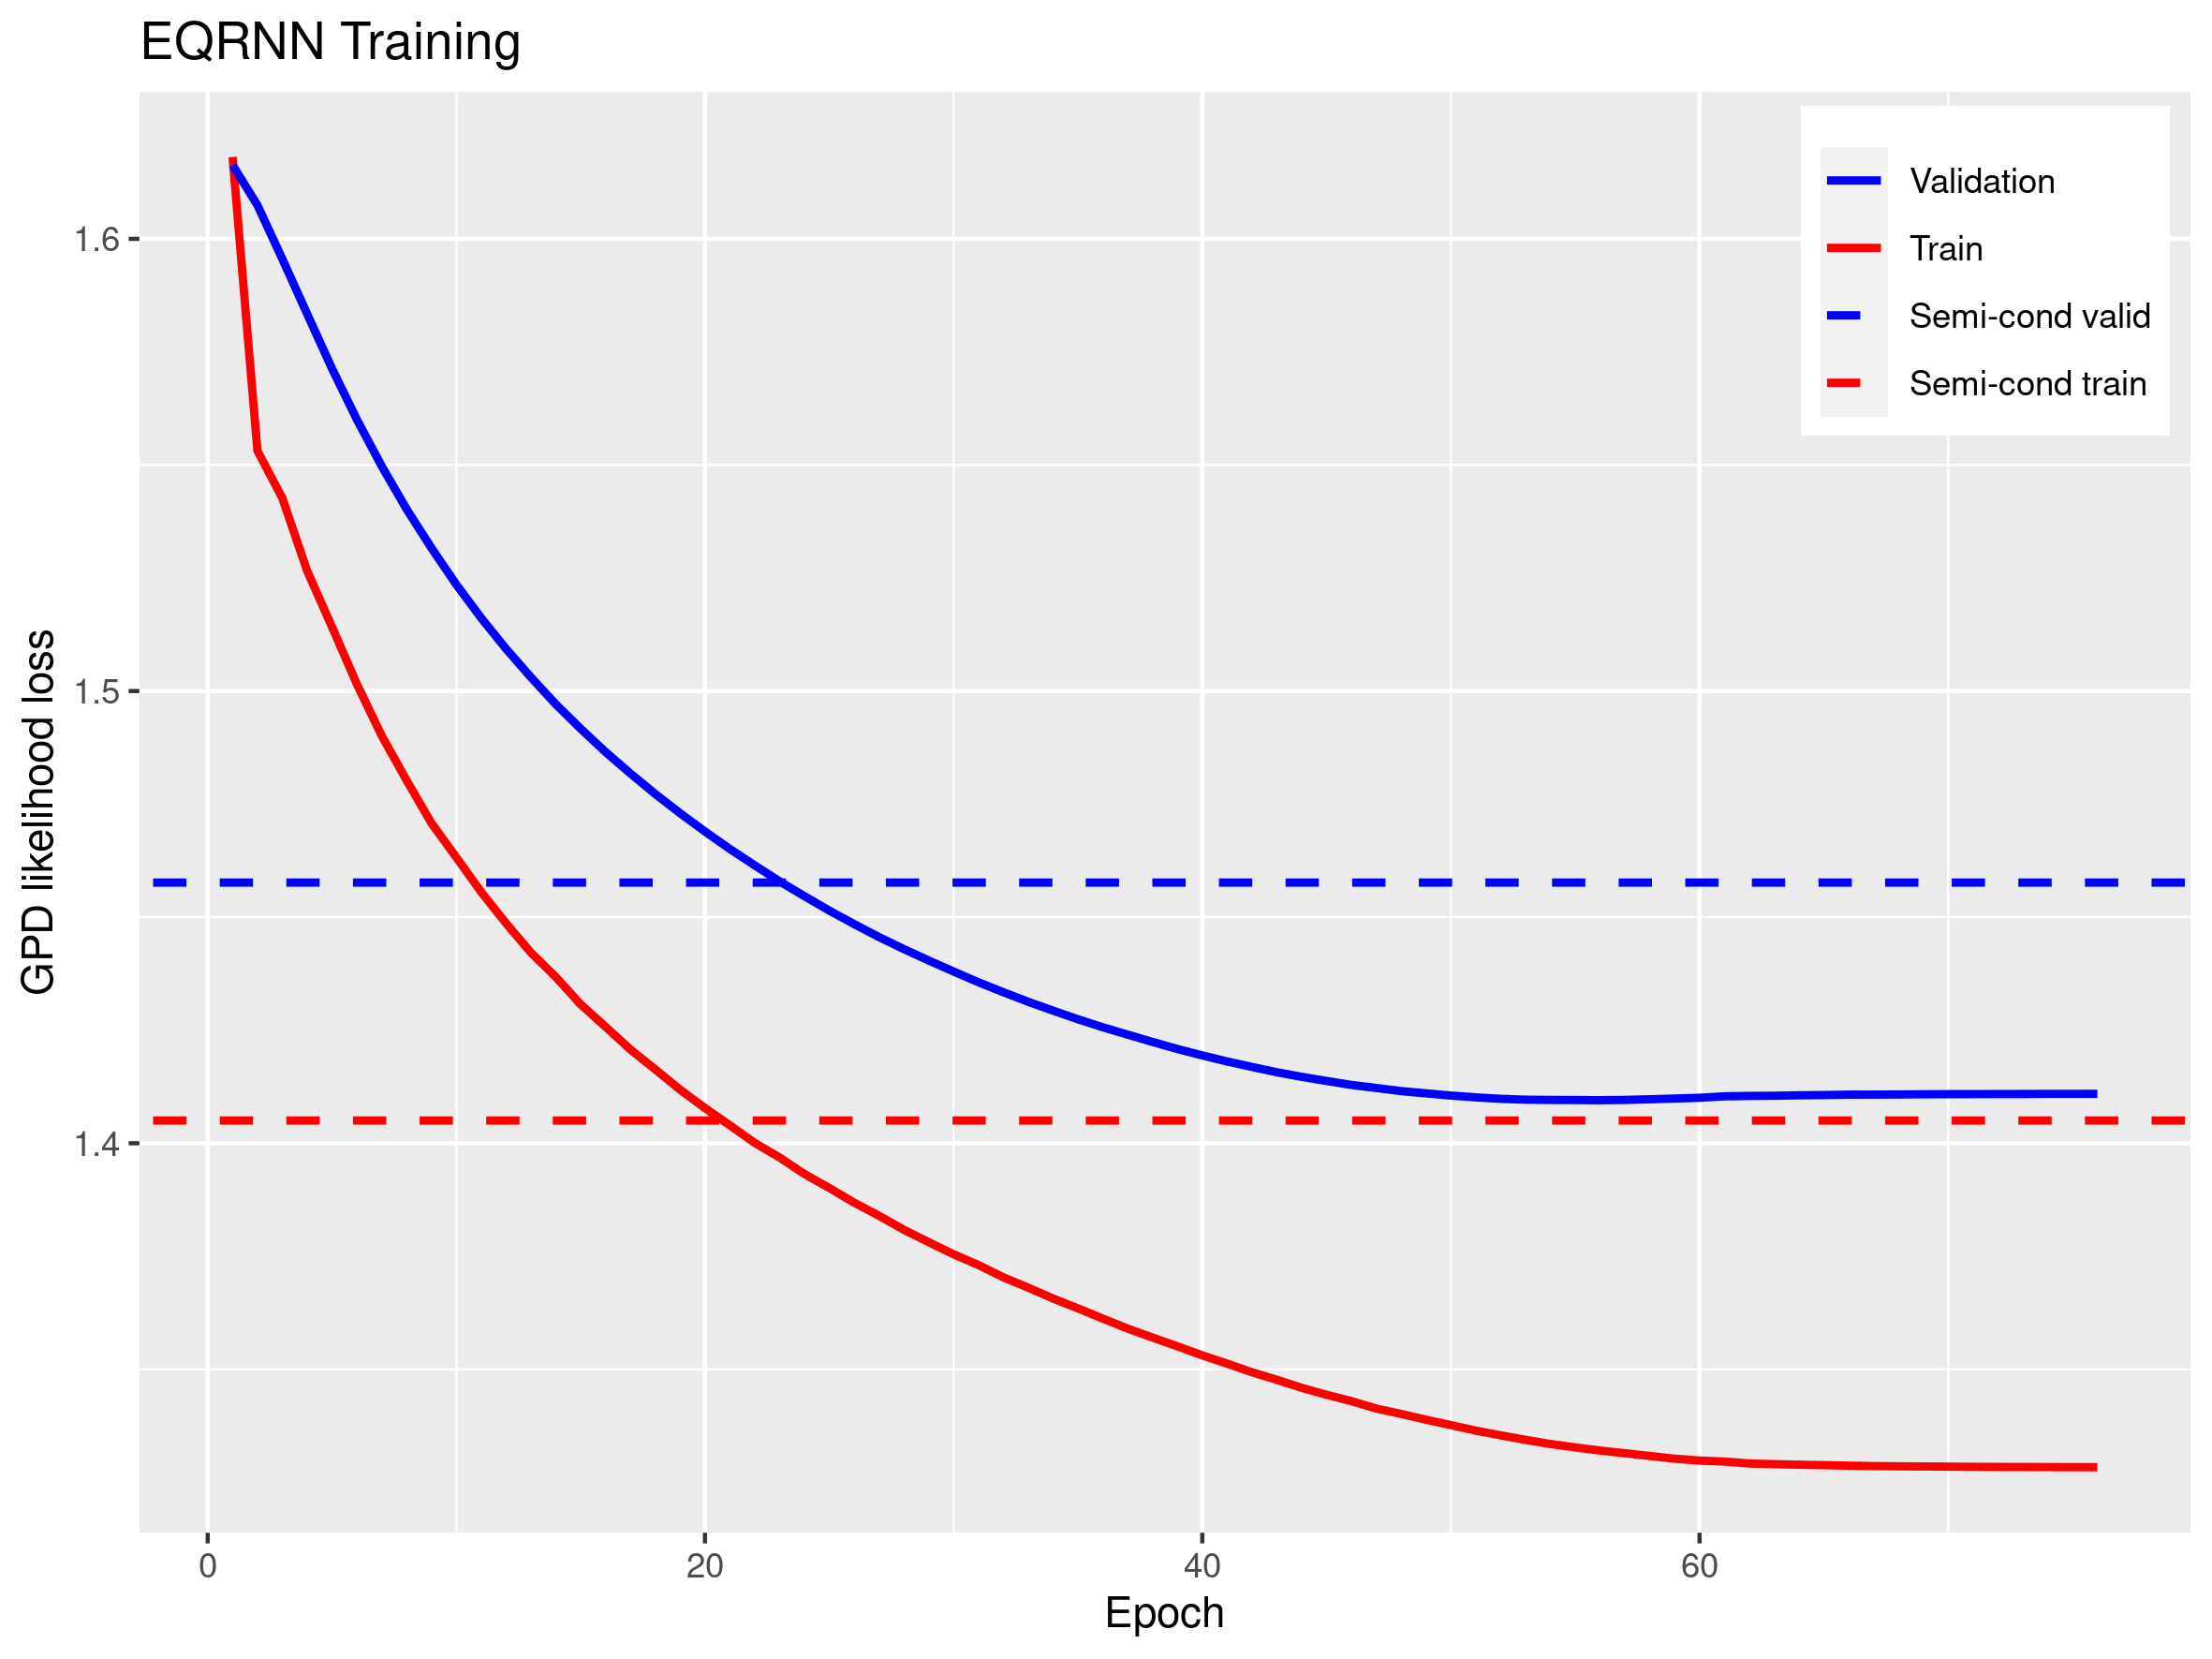 EQRNN Training
Validation
Train
Semi-cond valid
Semi-cond train
GPD likelihood loss
1.6
1.5
1.4
0 20 40 60
Epoch